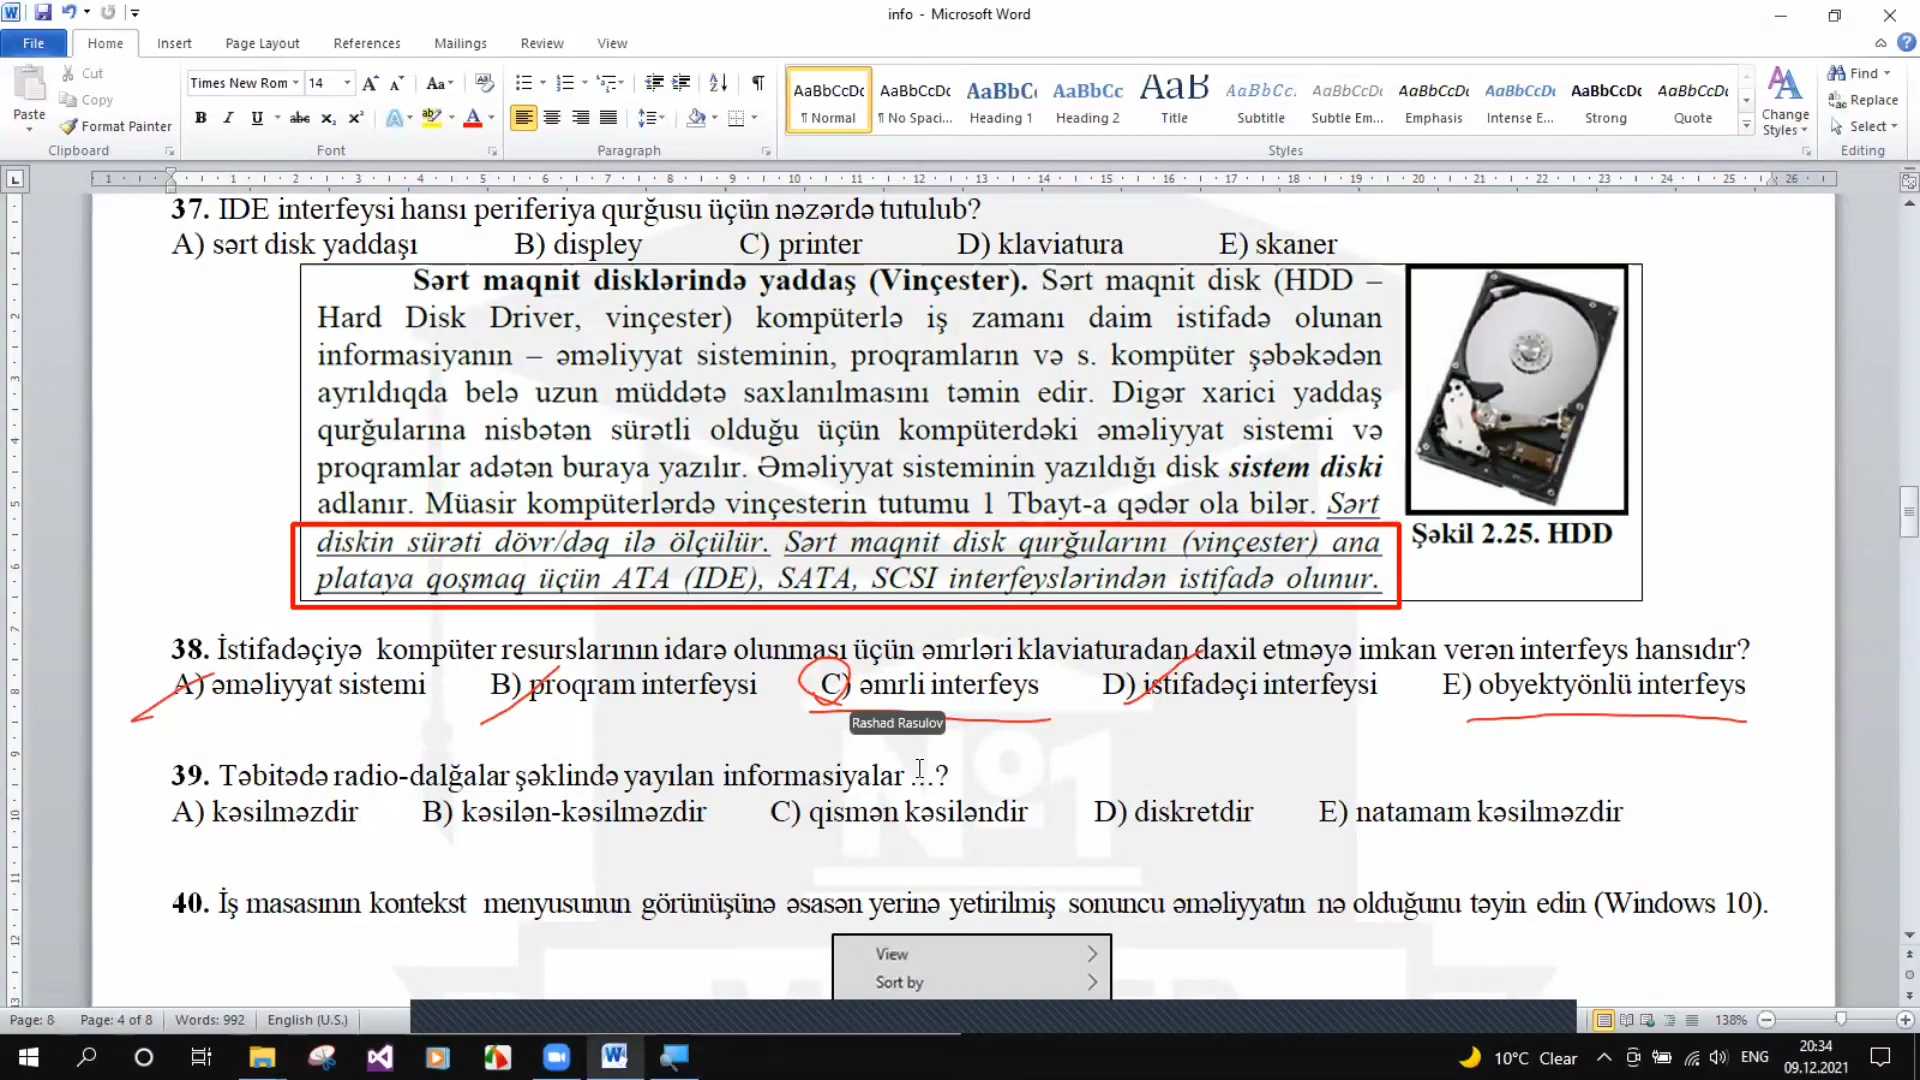 info - Microsoft Word
File Home Insert Page Layout References Mailings Review View
Cut
Copy
Format Painter
Paste
Clipboard
Times New Rom 14
Font
Paragraph
AaBbCcDc AaBbCcDc AaBbCc AaBbCc AaB AaBbCc. AaBbCcDc AaBbCcDc AaBbCcDc AaBbCcDc AaBbCcDc
¶ Normal ¶ No Spaci... Heading 1 Heading 2 Title Subtitle Subtle Em... Emphasis Intense E... Strong Quote
Styles
Change Styles
Find
Replace
Select
Editing
37. IDE interfeysi hansı periferiya qurğusu üçün nəzərdə tutulub?
A) sərt disk yaddaşı B) displey C) printer D) klaviatura E) skaner
Sərt maqnit disklərində yaddaş (Vinçester). Sərt maqnit disk (HDD –
Hard Disk Driver, vinçester) kompüterlə iş zamanı daim istifadə olunan
informasiyanın – əməliyyat sisteminin, proqramların və s. kompüter şəbəkədən
ayrıldıqda belə uzun müddətə saxlanılmasını təmin edir. Digər xarici yaddaş
qurğularına nisbətən sürətli olduğu üçün kompüterdəki əməliyyat sistemi və
proqramlar adətən buraya yazılır. Əməliyyat sisteminin yazıldığı disk sistem diski
adlanır. Müasir kompüterlərdə vinçesterin tutumu 1 Tbayt-a qədər ola bilər. Sərt
diskin sürəti dövr/dəq ilə ölçülür. Sərt maqnit disk qurğularını (vinçester) ana
plataya qoşmaq üçün ATA (IDE), SATA, SCSI interfeyslərindən istifadə olunur.
Şəkil 2.25. HDD
38. İstifadəçiyə kompüter resurslarının idarə olunması üçün əmrləri klaviaturadan daxil etməyə imkan verən interfeys hansıdır?
A) əməliyyat sistemi B) proqram interfeysi C) əmrli interfeys D) istifadəçi interfeysi E) obyektyönlü interfeys
Rashad Rasulov
39. Təbitədə radio-dalğalar şəklində yayılan informasiyalar ...?
A) kəsilməzdir B) kəsilən-kəsilməzdir C) qismən kəsiləndir D) diskretdir E) natamam kəsilməzdir
№1
40. İş masasının kontekst menyusunun görünüşünə əsasən yerinə yetirilmiş sonuncu əməliyyatın nə olduğunu təyin edin (Windows 10).
View
Sort by
Page: 8 Page: 4 of 8 Words: 992 English (U.S.) 138%
10°C Clear ENG 20:34
09.12.2021